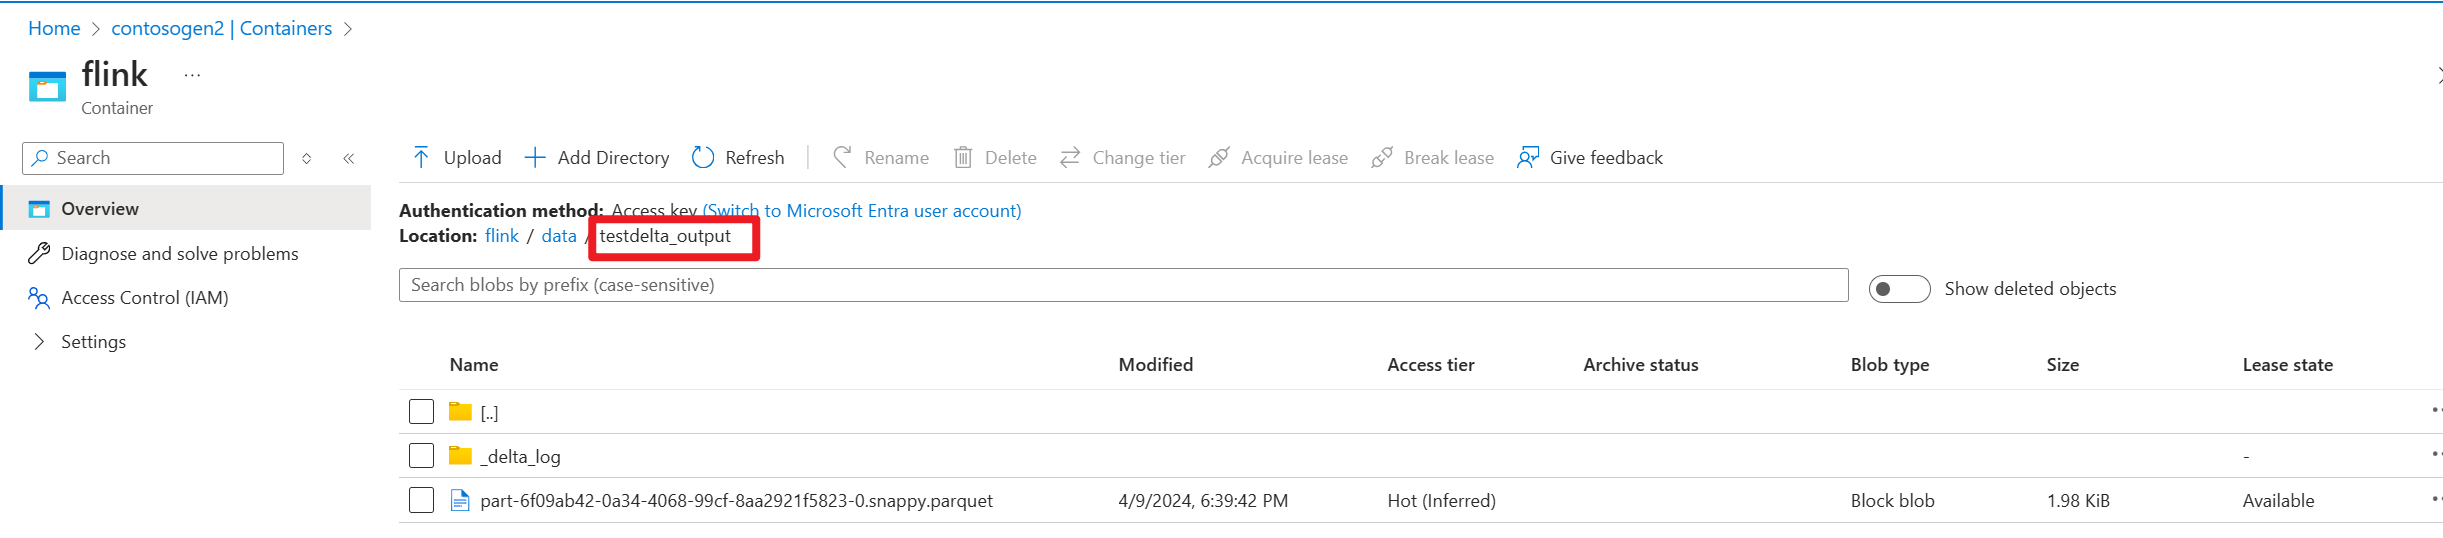 Home > contosogen2 | Containers >
flink ...
Container
Search
«
Upload Add Directory Refresh Rename Delete Change tier Acquire lease Break lease Give feedback
Overview
Diagnose and solve problems
Access Control (IAM)
Settings
Authentication method: Access key (Switch to Microsoft Entra user account)
Location: flink / data / testdelta_output
Search blobs by prefix (case-sensitive)
Show deleted objects
Name Modified Access tier Archive status Blob type Size Lease state
[..]
_delta_log -
part-6f09ab42-0a34-4068-99cf-8aa2921f5823-0.snappy.parquet 4/9/2024, 6:39:42 PM Hot (Inferred) Block blob 1.98 KiB Available